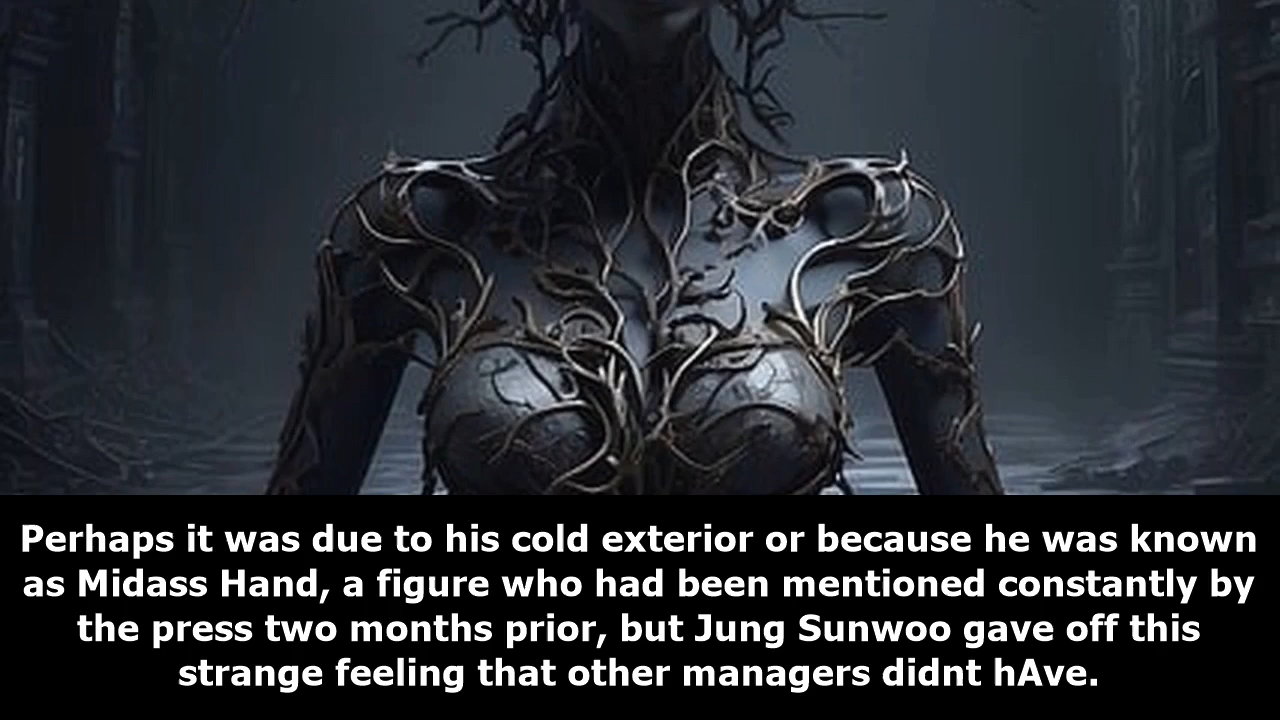 Perhaps it was due to his cold exterior or because he was known
as Midass Hand, a figure who had been mentioned constantly by
the press two months prior, but Jung Sunwoo gave off this
strange feeling that other managers didnt hAve.